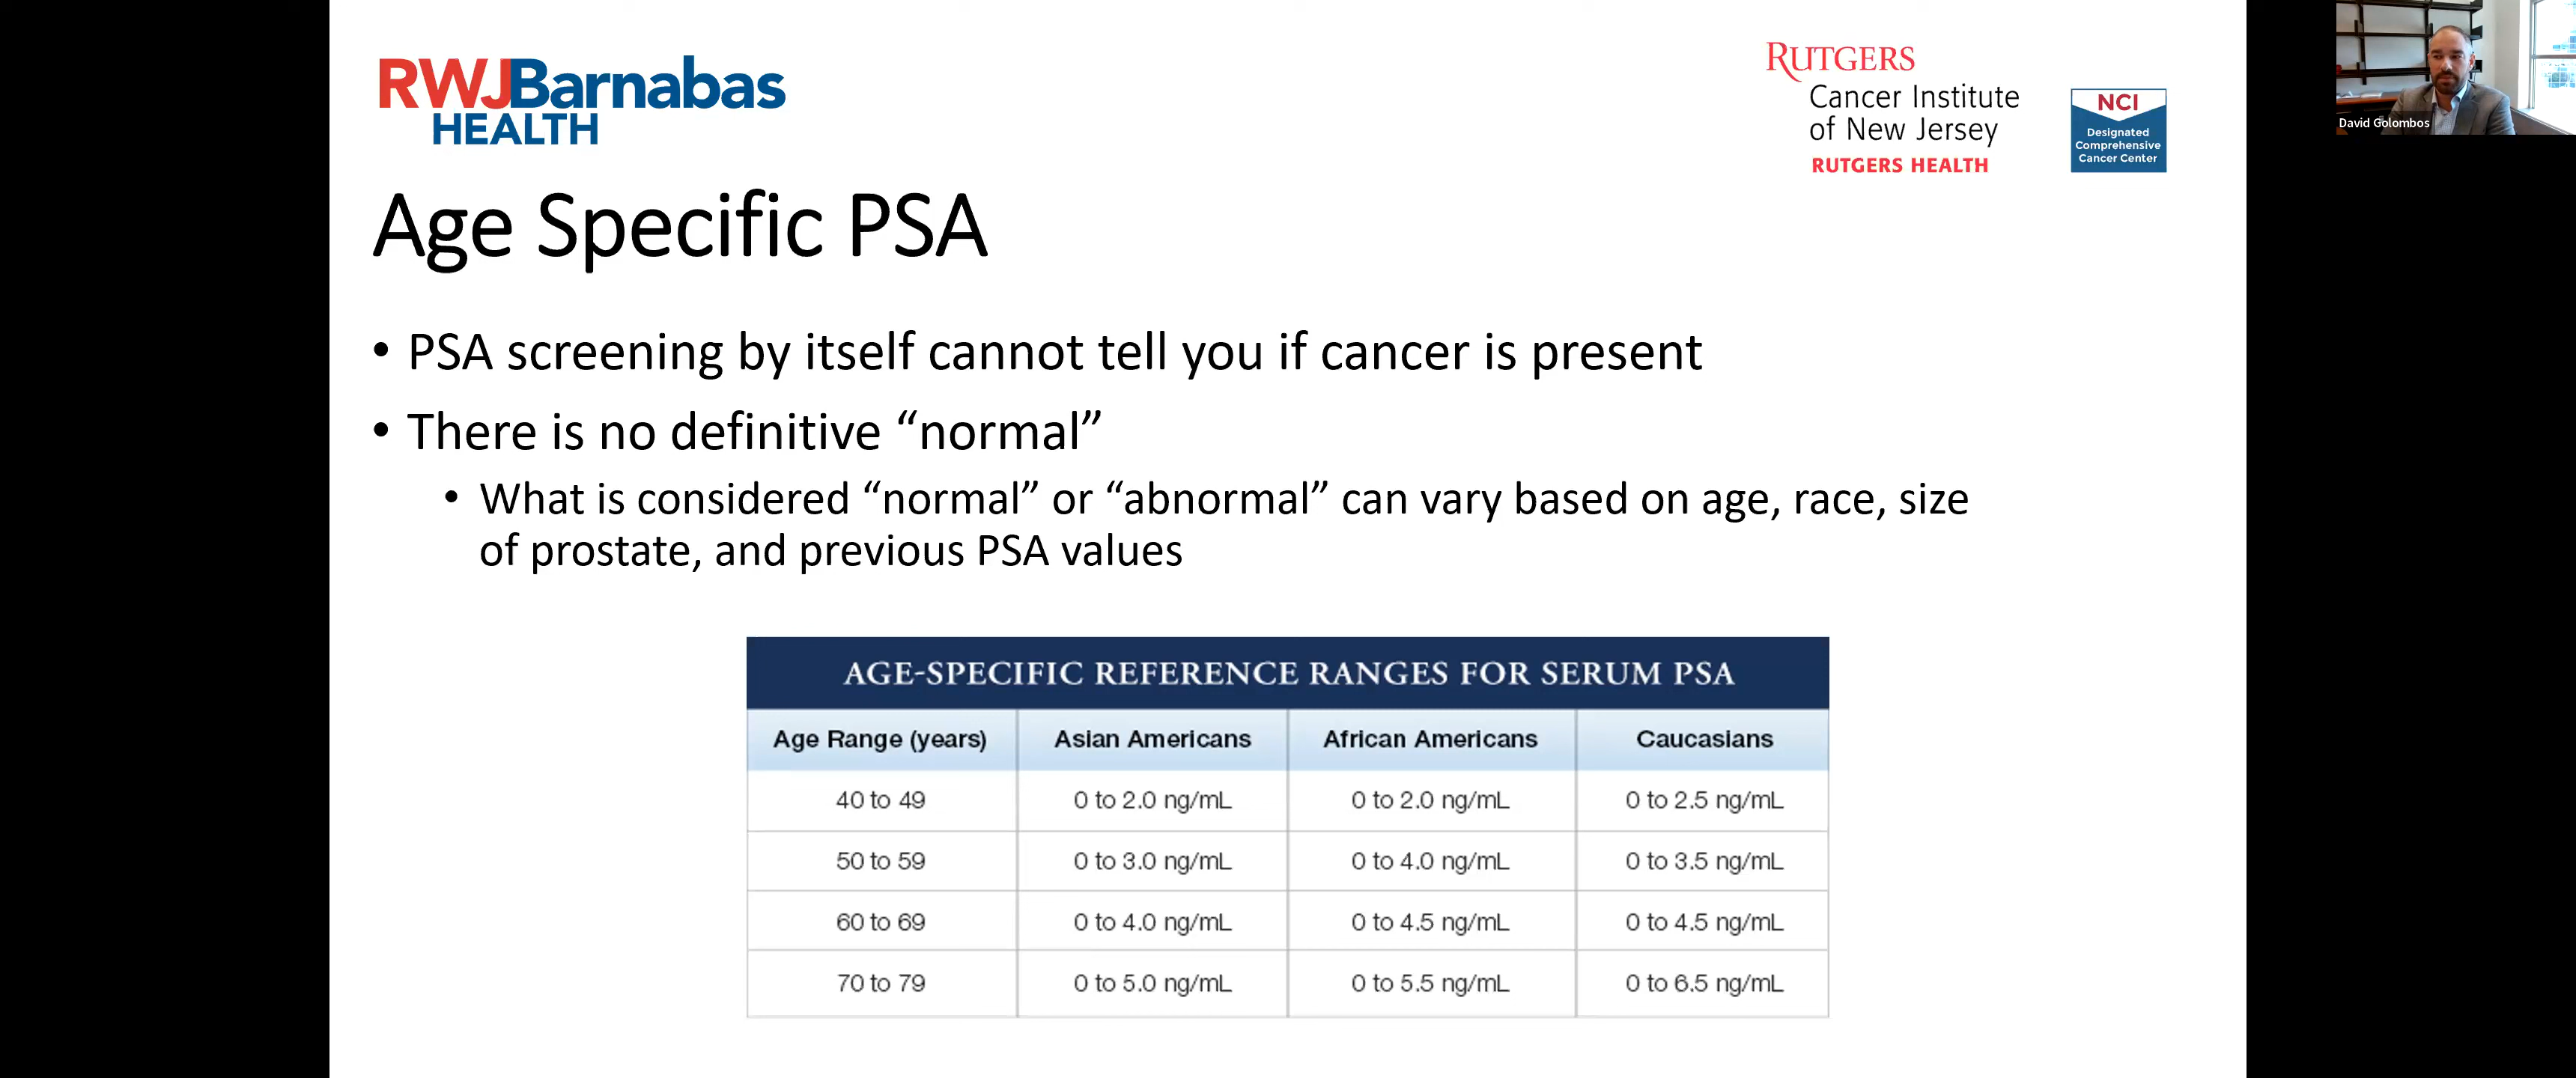 RWJBarnabas
HEALTH
RUTGERS
Cancer Institute
of New Jersey
RUTGERS HEALTH
NCI
Designated
Comprehensive
Cancer Center
David Golombos
Age Specific PSA
• PSA screening by itself cannot tell you if cancer is present
• There is no definitive “normal”
• What is considered “normal” or “abnormal” can vary based on age, race, size
of prostate, and previous PSA values
AGE-SPECIFIC REFERENCE RANGES FOR SERUM PSA
Age Range (years) Asian Americans African Americans Caucasians
40 to 49 0 to 2.0 ng/mL 0 to 2.0 ng/mL 0 to 2.5 ng/mL
50 to 59 0 to 3.0 ng/mL 0 to 4.0 ng/mL 0 to 3.5 ng/mL
60 to 69 0 to 4.0 ng/mL 0 to 4.5 ng/mL 0 to 4.5 ng/mL
70 to 79 0 to 5.0 ng/mL 0 to 5.5 ng/mL 0 to 6.5 ng/mL